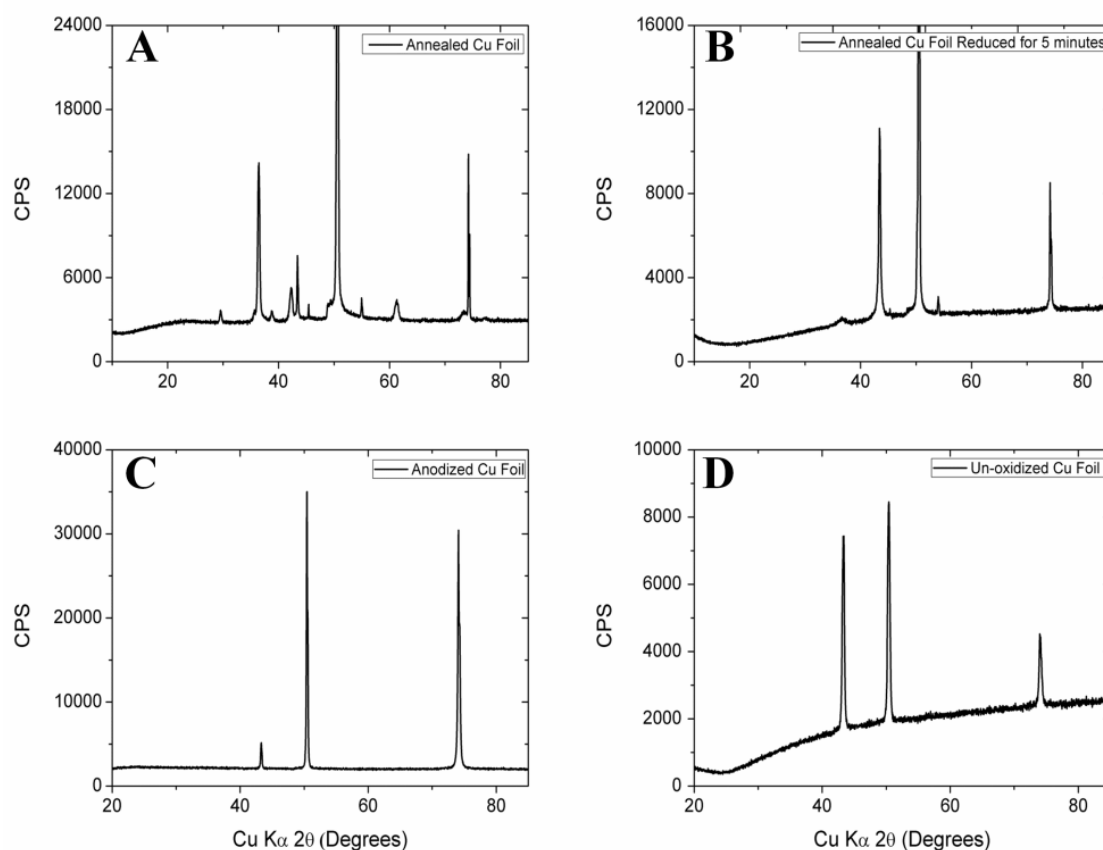 A
Annealed Cu Foil
24000
18000
12000
6000
0
CPS
20 40 60 80
B
Annealed Cu Foil Reduced for 5 minutes
16000
12000
8000
4000
0
CPS
20 40 60 80
C
Anodized Cu Foil
40000
30000
20000
10000
0
CPS
20 40 60 80
Cu Kα 2θ (Degrees)
D
Un-oxidized Cu Foil
10000
8000
6000
4000
2000
0
CPS
20 40 60 80
Cu Kα 2θ (Degrees)